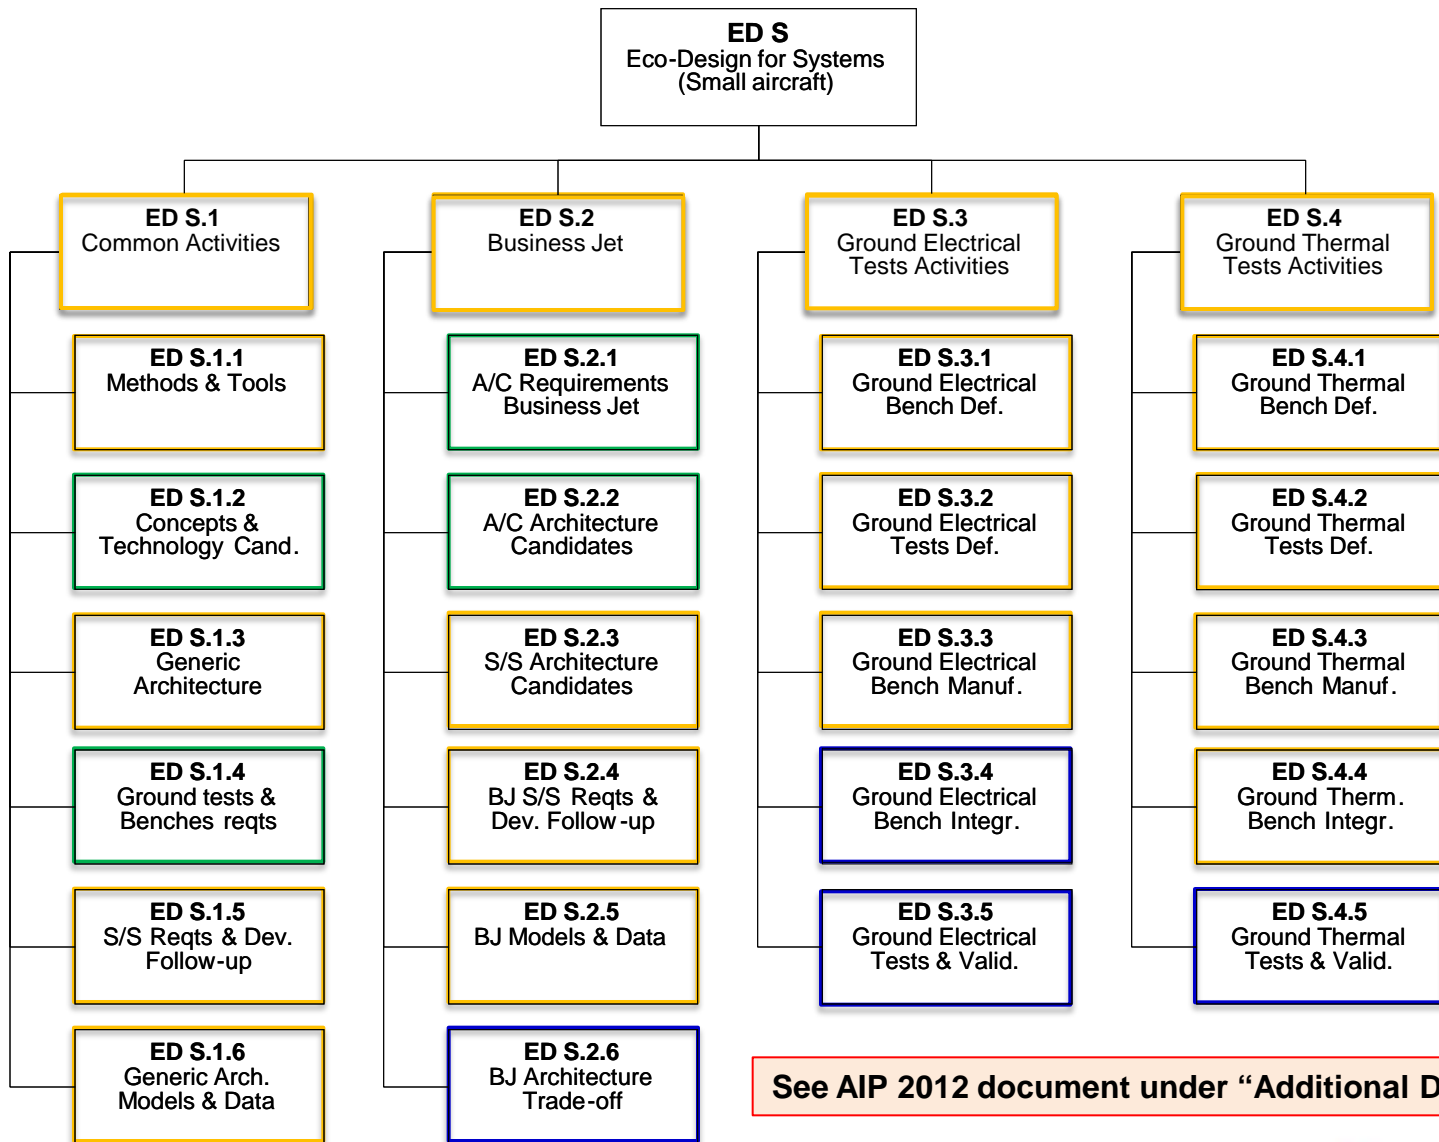 ED S
Eco-Design for Systems
(Small aircraft)
ED S.1
Common Activities
ED S.1.1
Methods & Tools
ED S.1.2
Concepts &
Technology Cand.
ED S.1.3
Generic
Architecture
ED S.1.4
Ground tests &
Benches reqts
ED S.1.5
S/S Reqts & Dev.
Follow-up
ED S.1.6
Generic Arch.
Models & Data
ED S.2
Business Jet
ED S.2.1
A/C Requirements
Business Jet
ED S.2.2
A/C Architecture
Candidates
ED S.2.3
S/S Architecture
Candidates
ED S.2.4
BJ S/S Reqts &
Dev. Follow-up
ED S.2.5
BJ Models & Data
ED S.2.6
BJ Architecture
Trade-off
ED S.3
Ground Electrical
Tests Activities
ED S.3.1
Ground Electrical
Bench Def.
ED S.3.2
Ground Electrical
Tests Def.
ED S.3.3
Ground Electrical
Bench Manuf.
ED S.3.4
Ground Electrical
Bench Integr.
ED S.3.5
Ground Electrical
Tests & Valid.
ED S.4
Ground Thermal
Tests Activities
ED S.4.1
Ground Thermal
Bench Def.
ED S.4.2
Ground Thermal
Tests Def.
ED S.4.3
Ground Thermal
Bench Manuf.
ED S.4.4
Ground Therm.
Bench Integr.
ED S.4.5
Ground Thermal
Tests & Valid.
See AIP 2012 document under “Additional D